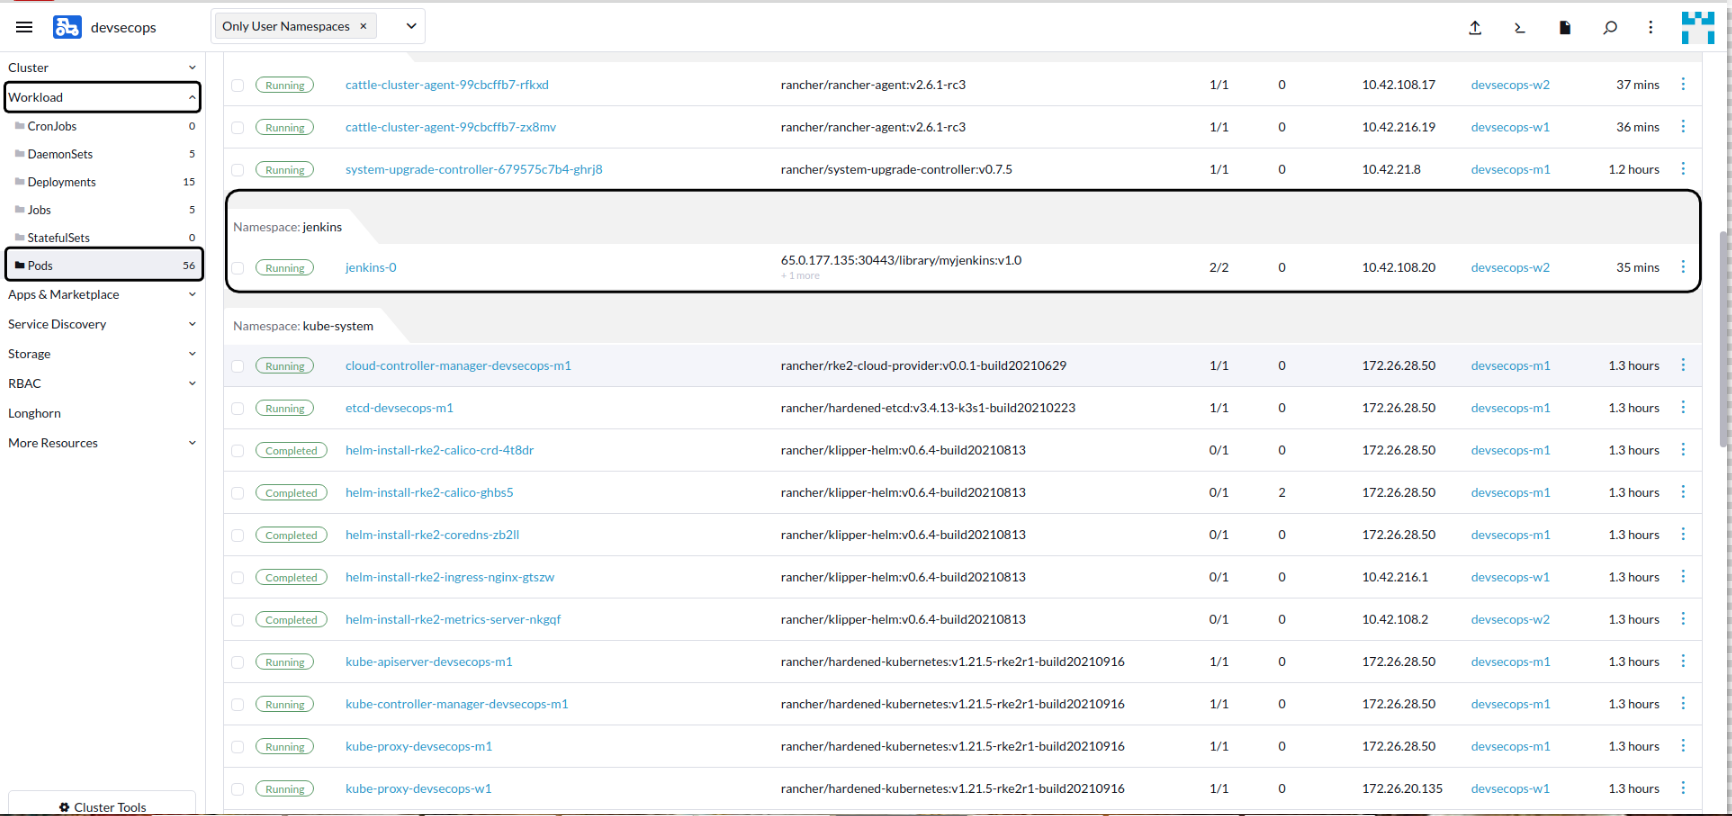 devsecops
Only User Namespaces ×
Cluster
Workload
CronJobs 0
DaemonSets 5
Deployments 15
Jobs 5
StatefulSets 0
Pods 56
Apps & Marketplace
Service Discovery
Storage
RBAC
Longhorn
More Resources
Cluster Tools
Running cattle-cluster-agent-99cbcffb7-rfkxd rancher/rancher-agent:v2.6.1-rc3 1/1 0 10.42.108.17 devsecops-w2 37 mins
Running cattle-cluster-agent-99cbcffb7-zx8mv rancher/rancher-agent:v2.6.1-rc3 1/1 0 10.42.216.19 devsecops-w1 36 mins
Running system-upgrade-controller-679575c7b4-ghrj8 rancher/system-upgrade-controller:v0.7.5 1/1 0 10.42.21.8 devsecops-m1 1.2 hours
Namespace: jenkins
Running jenkins-0 65.0.177.135:30443/library/myjenkins:v1.0 2/2 0 10.42.108.20 devsecops-w2 35 mins
+ 1 more
Namespace: kube-system
Running cloud-controller-manager-devsecops-m1 rancher/rke2-cloud-provider:v0.0.1-build20210629 1/1 0 172.26.28.50 devsecops-m1 1.3 hours
Running etcd-devsecops-m1 rancher/hardened-etcd:v3.4.13-k3s1-build20210223 1/1 0 172.26.28.50 devsecops-m1 1.3 hours
Completed helm-install-rke2-calico-crd-4t8dr rancher/klipper-helm:v0.6.4-build20210813 0/1 0 172.26.28.50 devsecops-m1 1.3 hours
Completed helm-install-rke2-calico-ghbs5 rancher/klipper-helm:v0.6.4-build20210813 0/1 2 172.26.28.50 devsecops-m1 1.3 hours
Completed helm-install-rke2-coredns-zb2ll rancher/klipper-helm:v0.6.4-build20210813 0/1 0 172.26.28.50 devsecops-m1 1.3 hours
Completed helm-install-rke2-ingress-nginx-gtszw rancher/klipper-helm:v0.6.4-build20210813 0/1 0 10.42.216.1 devsecops-w1 1.3 hours
Completed helm-install-rke2-metrics-server-nkgqf rancher/klipper-helm:v0.6.4-build20210813 0/1 0 10.42.108.2 devsecops-w2 1.3 hours
Running kube-apiserver-devsecops-m1 rancher/hardened-kubernetes:v1.21.5-rke2r1-build20210916 1/1 0 172.26.28.50 devsecops-m1 1.3 hours
Running kube-controller-manager-devsecops-m1 rancher/hardened-kubernetes:v1.21.5-rke2r1-build20210916 1/1 0 172.26.28.50 devsecops-m1 1.3 hours
Running kube-proxy-devsecops-m1 rancher/hardened-kubernetes:v1.21.5-rke2r1-build20210916 1/1 0 172.26.28.50 devsecops-m1 1.3 hours
Running kube-proxy-devsecops-w1 rancher/hardened-kubernetes:v1.21.5-rke2r1-build20210916 1/1 0 172.26.20.135 devsecops-w1 1.3 hours